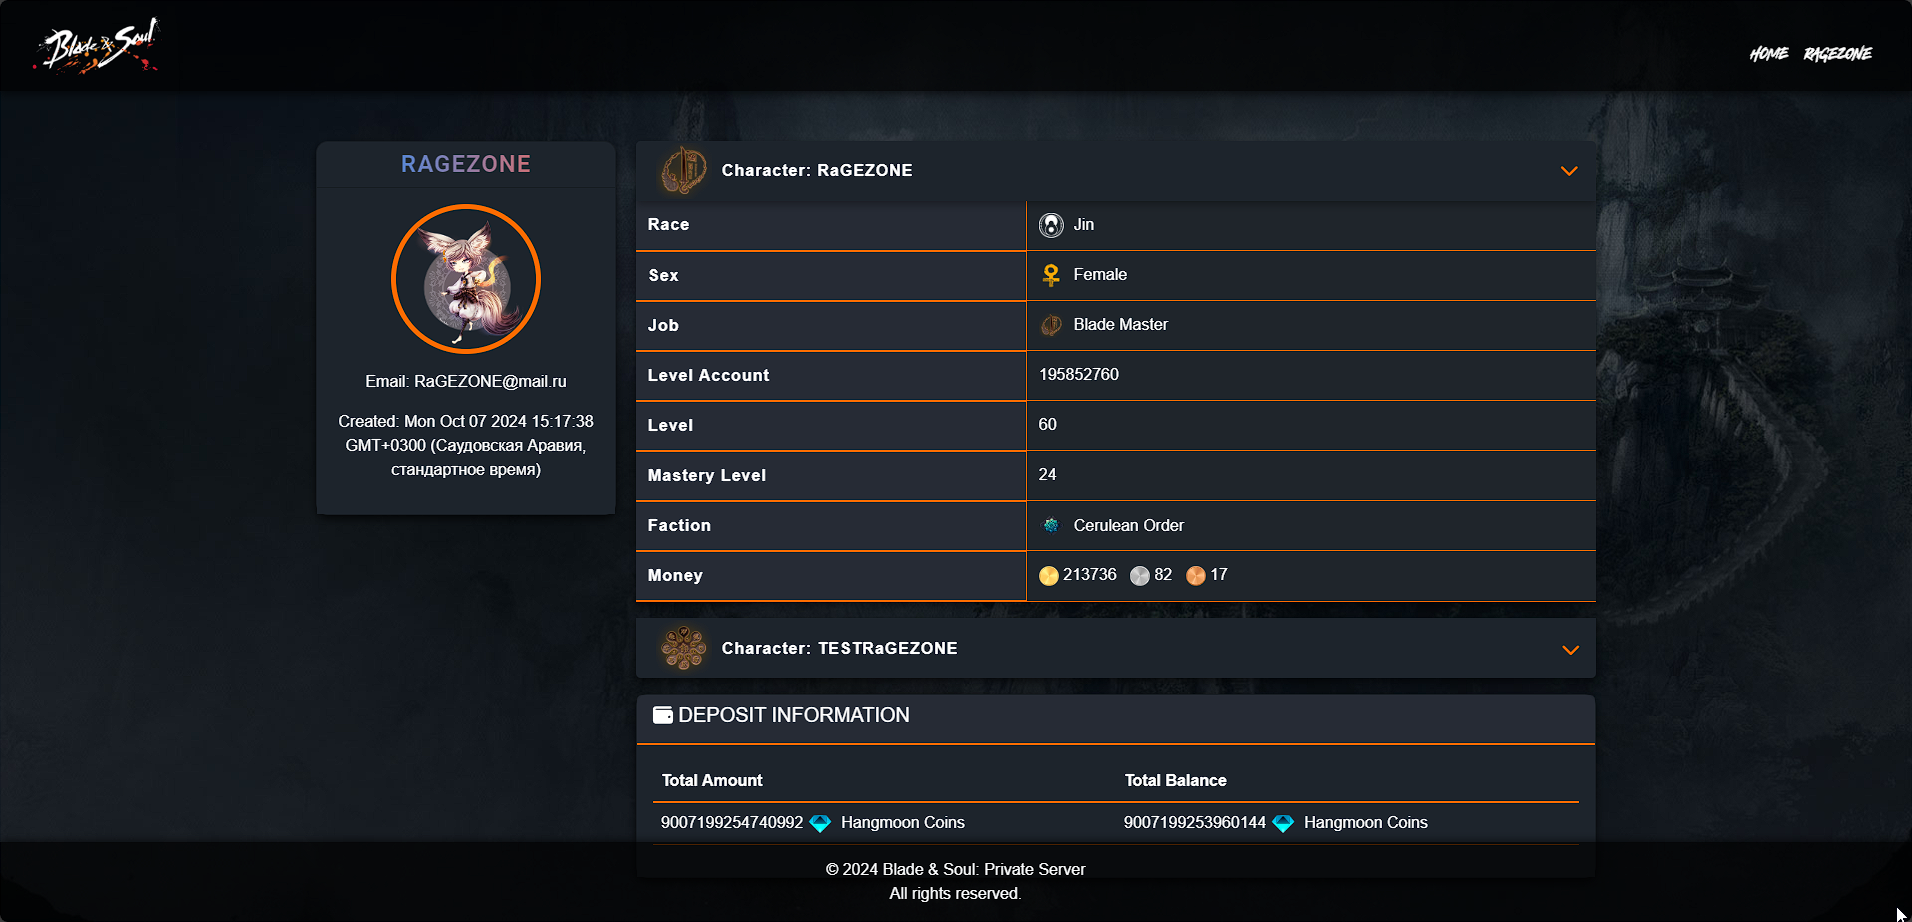 Blade & Soul
HOME RAGEZONE
RAGEZONE
Email: RaGEZONE@mail.ru
Created: Mon Oct 07 2024 15:17:38
GMT+0300 (Саудовская Аравия,
стандартное время)
Character: RaGEZONE
Race Jin
Sex Female
Job Blade Master
Level Account 195852760
Level 60
Mastery Level 24
Faction Cerulean Order
Money 213736 82 17
Character: TESTRaGEZONE
DEPOSIT INFORMATION
Total Amount Total Balance
9007199254740992 Hangmoon Coins 9007199253960144 Hangmoon Coins
© 2024 Blade & Soul: Private Server
All rights reserved.